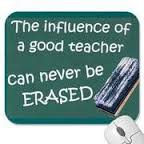 The influence of
a good teacher
can never be
ERASED